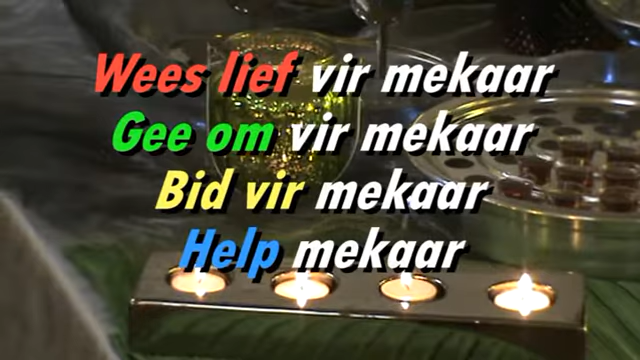 Wees lief vir mekaar
Gee om vir mekaar
Bid vir mekaar
Help mekaar